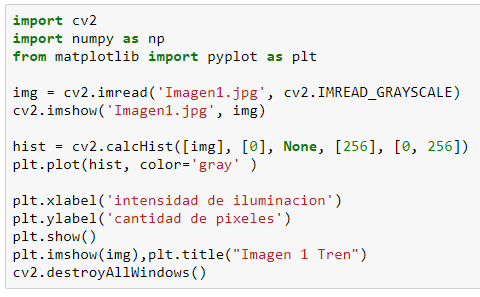 import cv2
import numpy as np
from matplotlib import pyplot as plt
img = cv2.imread('Imagen1.jpg', cv2.IMREAD_GRAYSCALE)
cv2.imshow('Imagen1.jpg', img)
hist = cv2.calcHist([img], [0], None, [256], [0, 256])
plt.plot(hist, color='gray' )
plt.xlabel('intensidad de iluminacion')
plt.ylabel('cantidad de pixeles')
plt.show()
plt.imshow(img),plt.title("Imagen 1 Tren")
cv2.destroyAllWindows()